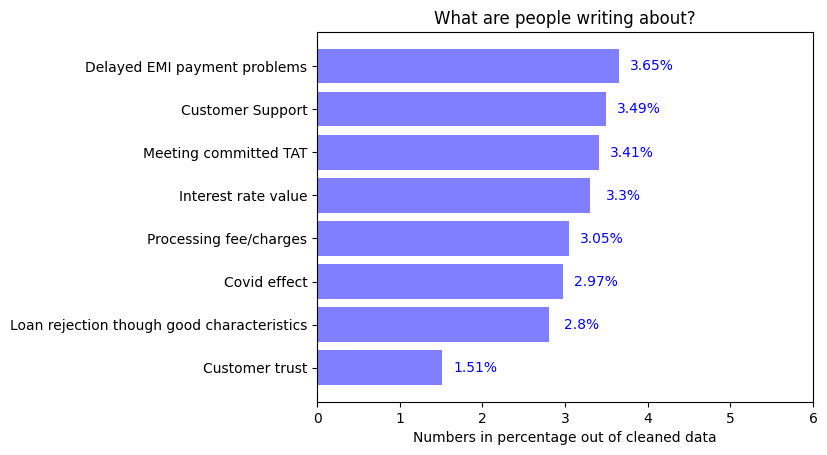 What are people writing about?
Delayed EMI payment problems 3.65%
Customer Support 3.49%
Meeting committed TAT 3.41%
Interest rate value 3.3%
Processing fee/charges 3.05%
Covid effect 2.97%
Loan rejection though good characteristics 2.8%
Customer trust 1.51%
0 1 2 3 4 5 6
Numbers in percentage out of cleaned data